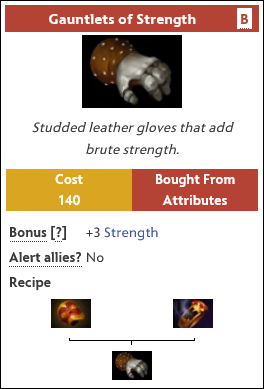 Gauntlets of Strength B
Studded leather gloves that add
brute strength.
Cost Bought From
140 Attributes
Bonus [?] +3 Strength
Alert allies? No
Recipe